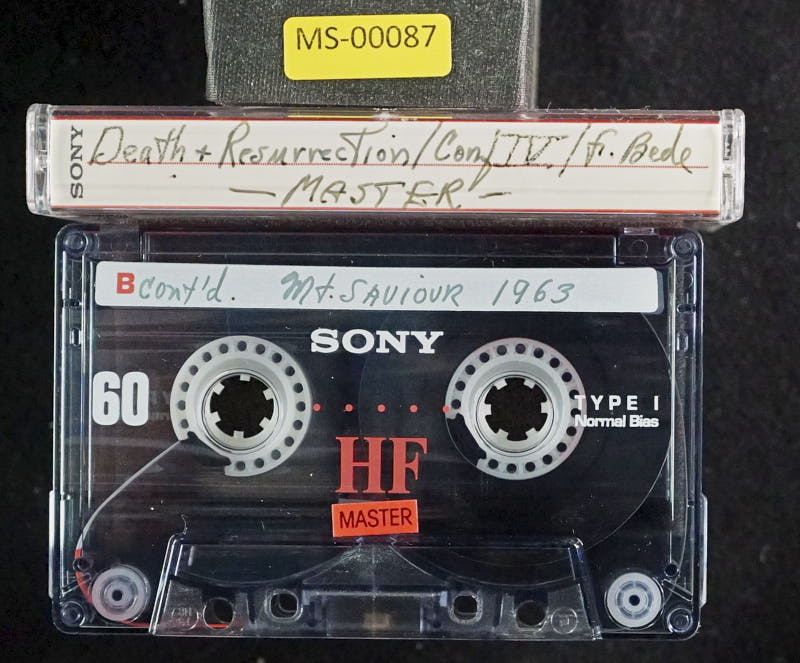 MS-00087
SONY
Death + Resurrection/Conf IV/Fr. Bede
— MASTER —
B cont'd. Mt. SAVIOUR 1963
SONY
60
TYPE I
Normal Bias
HF
MASTER